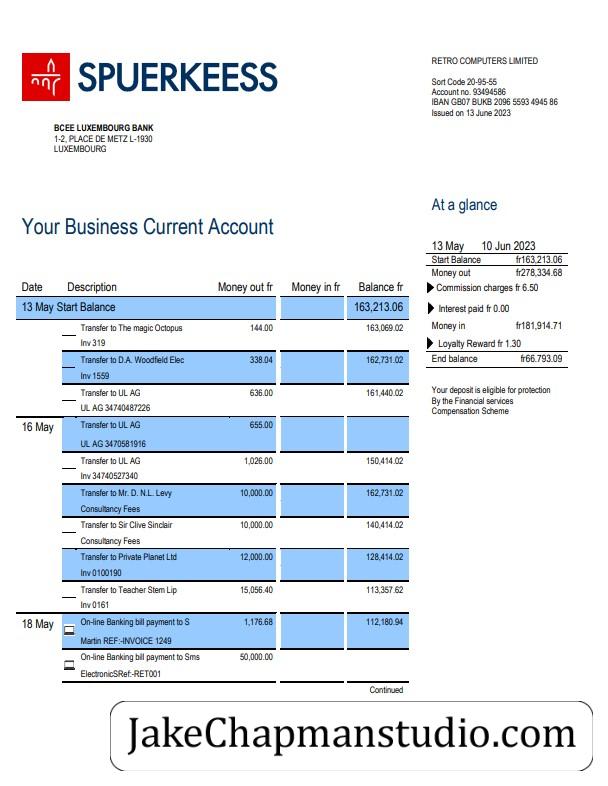 SPUERKEESS
RETRO COMPUTERS LIMITED
Sort Code 20-95-55
Account no. 93494586
IBAN GB07 BUKB 2096 5593 4945 86
Issued on 13 June 2023
BCEE LUXEMBOURG BANK
1-2, PLACE DE METZ L-1930
LUXEMBOURG
At a glance
13 May 10 Jun 2023
Start Balance fr163,213.06
Money out fr278,334.68
Commission charges fr 6.50
Interest paid fr 0.00
Money in fr181,914.71
Loyalty Reward fr 1.30
End balance fr66.793.09
Your deposit is eligible for protection
By the Financial services
Compensation Scheme
Your Business Current Account
Date Description Money out fr Money in fr Balance fr
13 May Start Balance 163,213.06
Transfer to The magic Octopus 144.00 163,069.02
Inv 319
Transfer to D.A. Woodfield Elec 338.04 162,731.02
Inv 1559
Transfer to UL AG 636.00 161,440.02
UL AG 34740487226
16 May Transfer to UL AG 655.00
UL AG 3470581916
Transfer to UL AG 1,026.00 150,414.02
Inv 34740527340
Transfer to Mr. D. N.L. Levy 10,000.00 162,731.02
Consultancy Fees
Transfer to Sir Clive Sinclair 10,000.00 140,414.02
Consultancy Fees
Transfer to Private Planet Ltd 12,000.00 128,414.02
Inv 0100190
Transfer to Teacher Stem Lip 15,056.40 113,357.62
Inv 0161
18 May On-line Banking bill payment to S 1,176.68 112,180.94
Martin REF:-INVOICE 1249
On-line Banking bill payment to Sms 50,000.00
ElectronicSRef:-RET001
Continued
JakeChapmanstudio.com